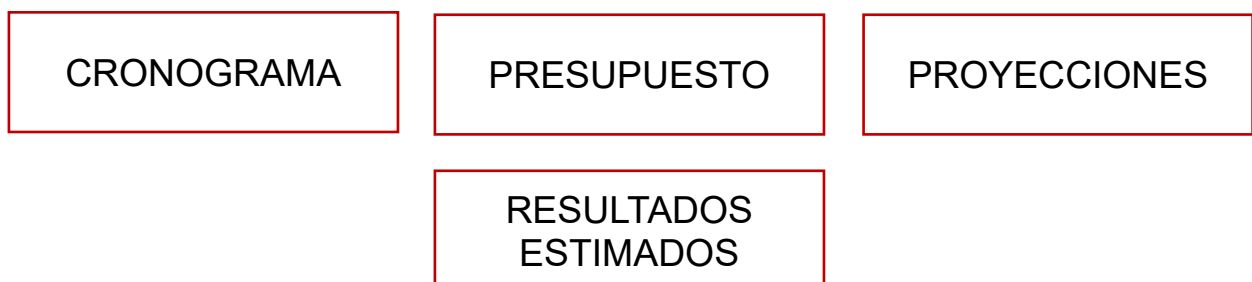 CRONOGRAMA
PRESUPUESTO
PROYECCIONES
RESULTADOS
ESTIMADOS